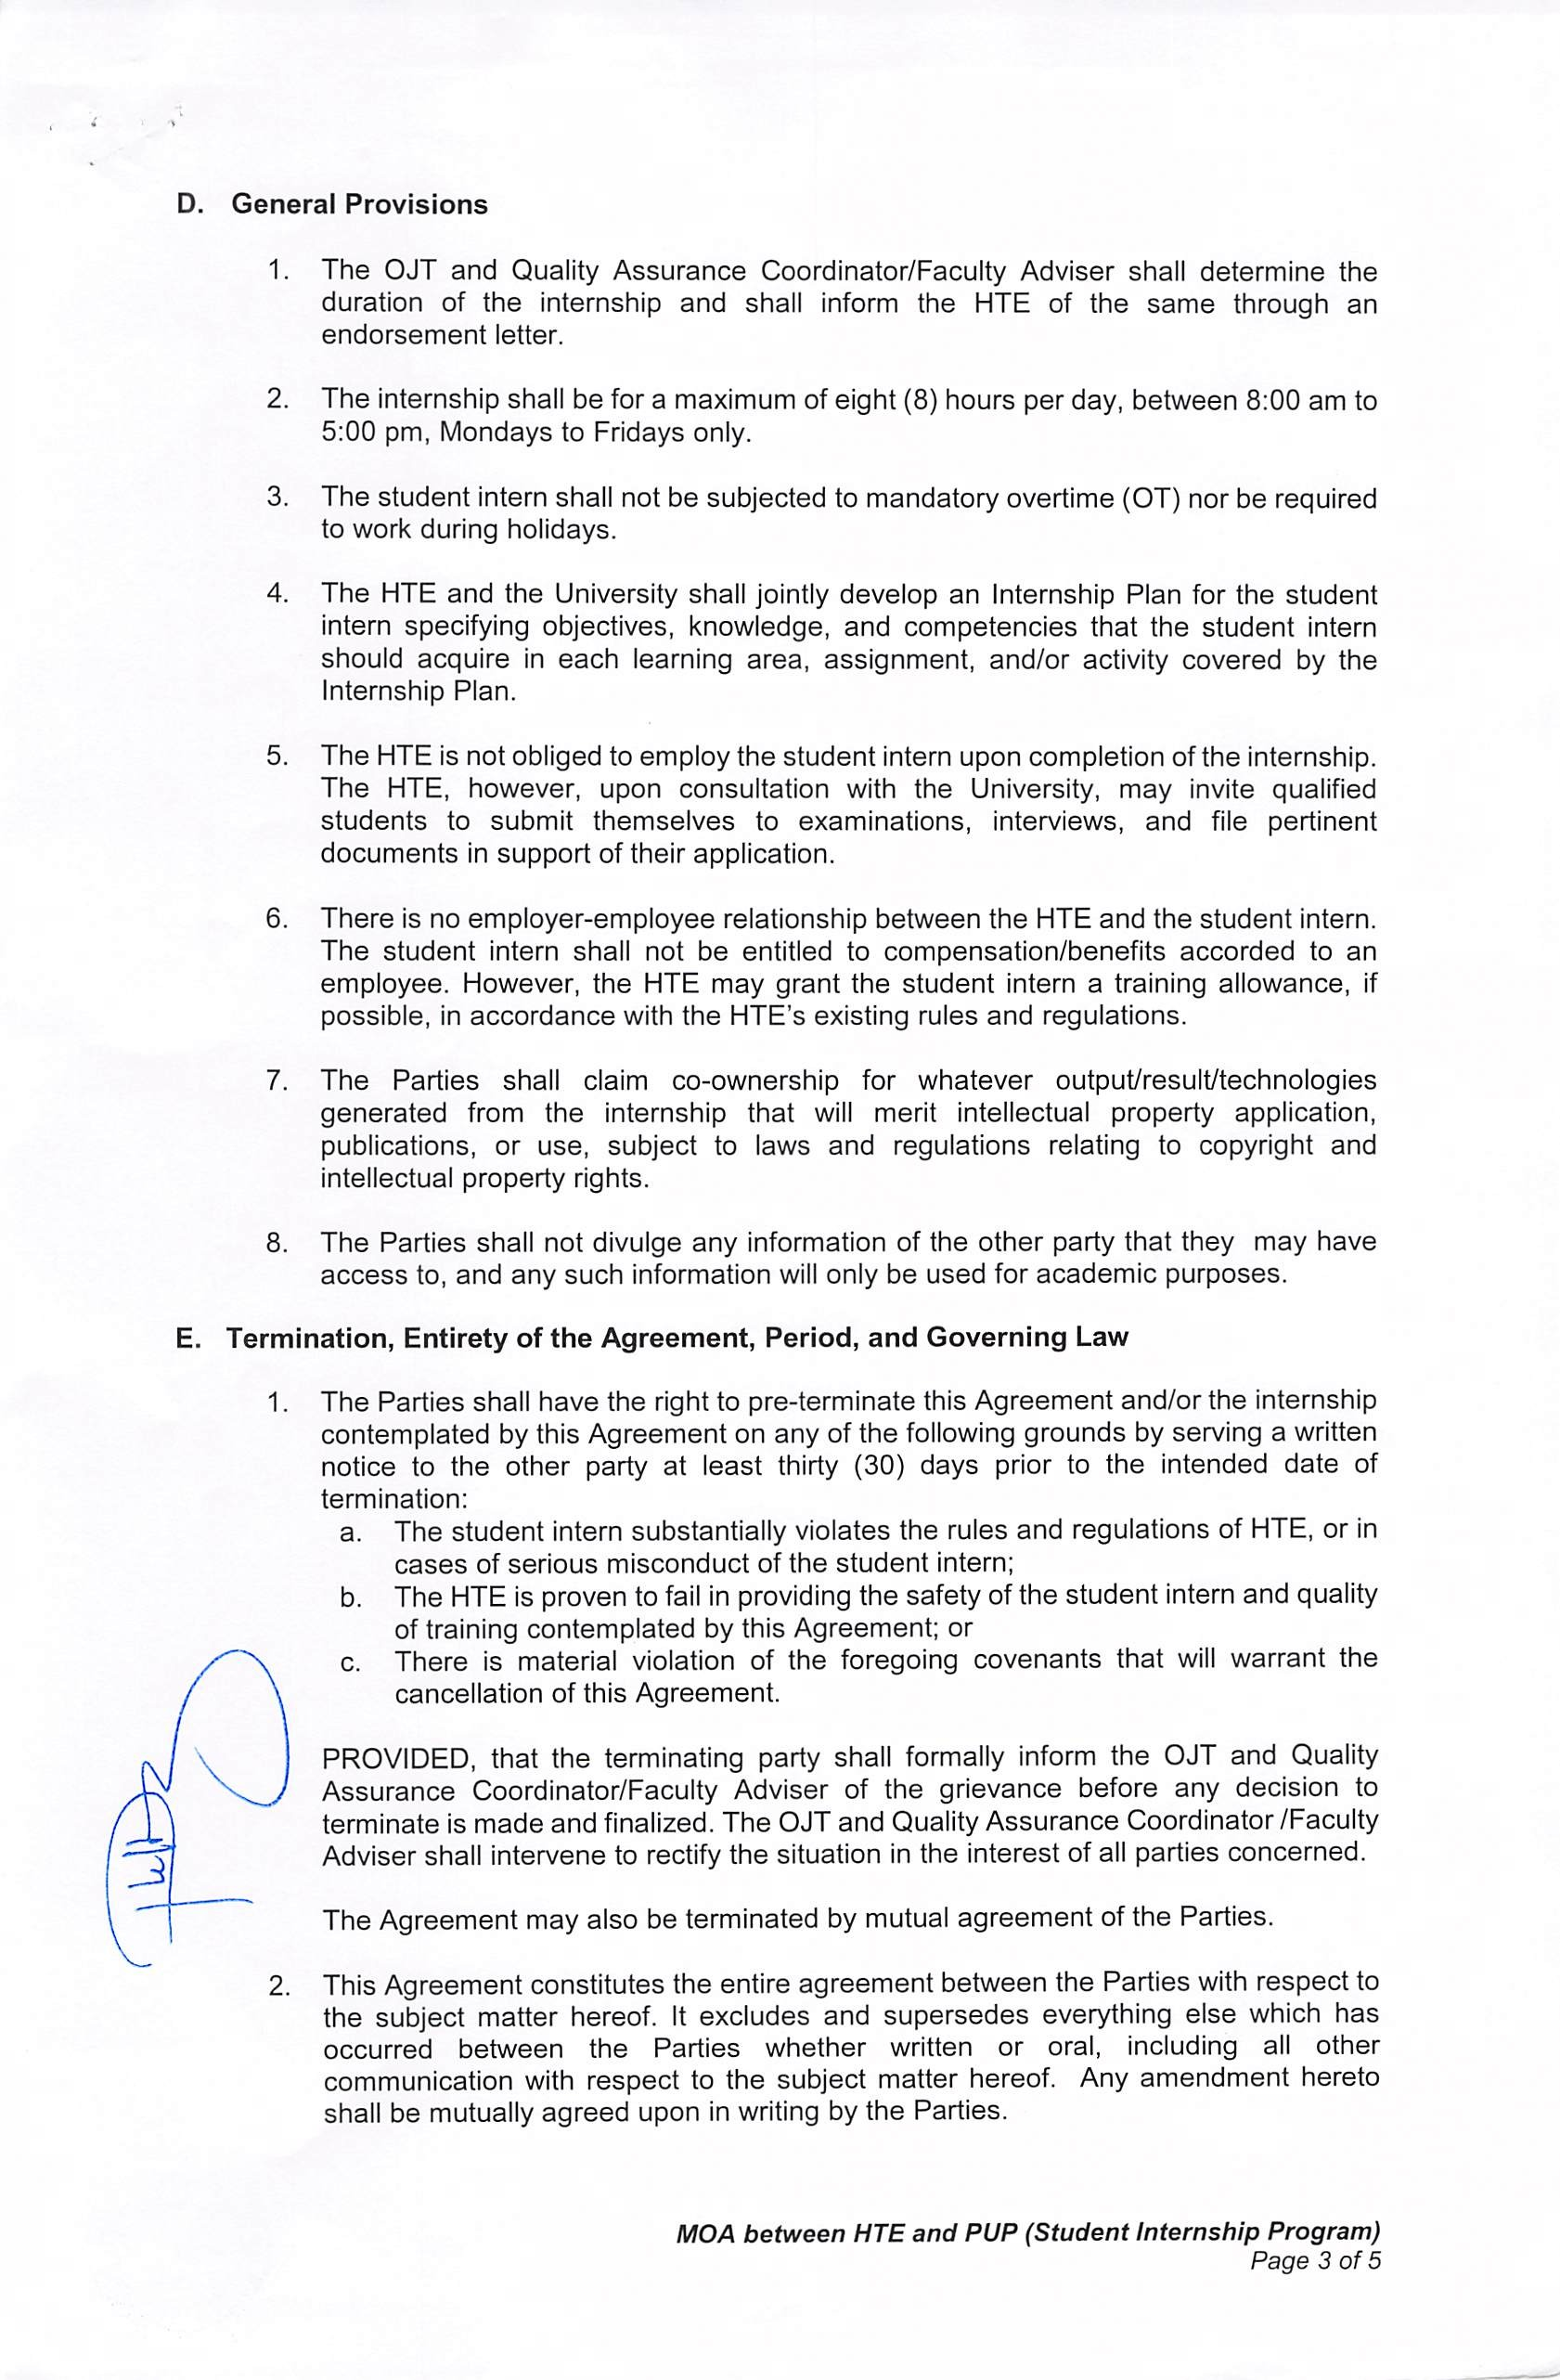 D. General Provisions
1. The OJT and Quality Assurance Coordinator/Faculty Adviser shall determine the
duration of the internship and shall inform the HTE of the same through an
endorsement letter.
2. The internship shall be for a maximum of eight (8) hours per day, between 8:00 am to
5:00 pm, Mondays to Fridays only.
3. The student intern shall not be subjected to mandatory overtime (OT) nor be required
to work during holidays.
4. The HTE and the University shall jointly develop an Internship Plan for the student
intern specifying objectives, knowledge, and competencies that the student intern
should acquire in each learning area, assignment, and/or activity covered by the
Internship Plan.
5. The HTE is not obliged to employ the student intern upon completion of the internship.
The HTE, however, upon consultation with the University, may invite qualified
students to submit themselves to examinations, interviews, and file pertinent
documents in support of their application.
6. There is no employer-employee relationship between the HTE and the student intern.
The student intern shall not be entitled to compensation/benefits accorded to an
employee. However, the HTE may grant the student intern a training allowance, if
possible, in accordance with the HTE's existing rules and regulations.
7. The Parties shall claim co-ownership for whatever output/result/technologies
generated from the internship that will merit intellectual property application,
publications, or use, subject to laws and regulations relating to copyright and
intellectual property rights.
8. The Parties shall not divulge any information of the other party that they may have
access to, and any such information will only be used for academic purposes.
E. Termination, Entirety of the Agreement, Period, and Governing Law
1. The Parties shall have the right to pre-terminate this Agreement and/or the internship
contemplated by this Agreement on any of the following grounds by serving a written
notice to the other party at least thirty (30) days prior to the intended date of
termination:
a. The student intern substantially violates the rules and regulations of HTE, or in
cases of serious misconduct of the student intern;
b. The HTE is proven to fail in providing the safety of the student intern and quality
of training contemplated by this Agreement; or
c. There is material violation of the foregoing covenants that will warrant the
cancellation of this Agreement.
PROVIDED, that the terminating party shall formally inform the OJT and Quality
Assurance Coordinator/Faculty Adviser of the grievance before any decision to
terminate is made and finalized. The OJT and Quality Assurance Coordinator /Faculty
Adviser shall intervene to rectify the situation in the interest of all parties concerned.
The Agreement may also be terminated by mutual agreement of the Parties.
2. This Agreement constitutes the entire agreement between the Parties with respect to
the subject matter hereof. It excludes and supersedes everything else which has
occurred between the Parties whether written or oral, including all other
communication with respect to the subject matter hereof. Any amendment hereto
shall be mutually agreed upon in writing by the Parties.
MOA between HTE and PUP (Student Internship Program)
Page 3 of 5